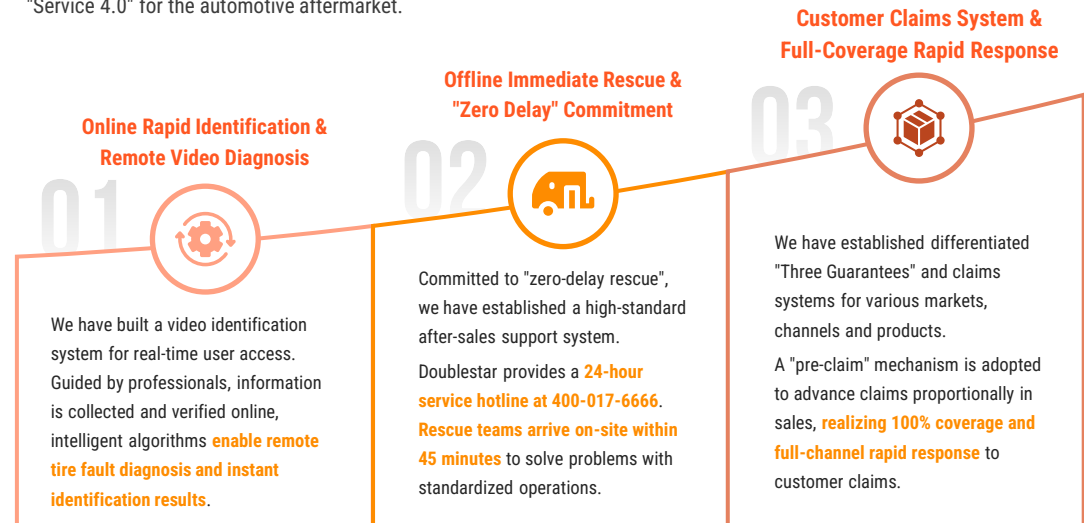 "Service 4.0" for the automotive aftermarket.
01
Online Rapid Identification &
Remote Video Diagnosis
We have built a video identification
system for real-time user access.
Guided by professionals, information
is collected and verified online,
intelligent algorithms enable remote
tire fault diagnosis and instant
identification results.
02
Offline Immediate Rescue &
"Zero Delay" Commitment
Committed to "zero-delay rescue",
we have established a high-standard
after-sales support system.
Doublestar provides a 24-hour
service hotline at 400-017-6666.
Rescue teams arrive on-site within
45 minutes to solve problems with
standardized operations.
03
Customer Claims System &
Full-Coverage Rapid Response
We have established differentiated
"Three Guarantees" and claims
systems for various markets,
channels and products.
A "pre-claim" mechanism is adopted
to advance claims proportionally in
sales, realizing 100% coverage and
full-channel rapid response to
customer claims.